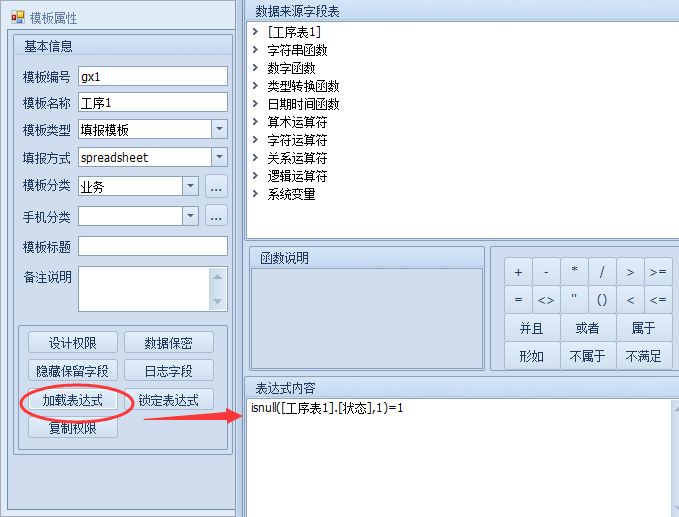 模板属性
基本信息
模板编号 gx1
模板名称 工序1
模板类型 填报模板
填报方式 spreadsheet
模板分类 业务 ...
手机分类 ...
模板标题
备注说明
设计权限 数据保密
隐藏保留字段 日志字段
加载表达式 锁定表达式
复制权限
数据来源字段表
[工序表1]
字符串函数
数字函数
类型转换函数
日期时间函数
算术运算符
字符运算符
关系运算符
逻辑运算符
系统变量
函数说明
+ - * / > >=
= <> '' () < <=
并且 或者 属于
形如 不属于 不满足
表达式内容
isnull([工序表1].[状态],1)=1